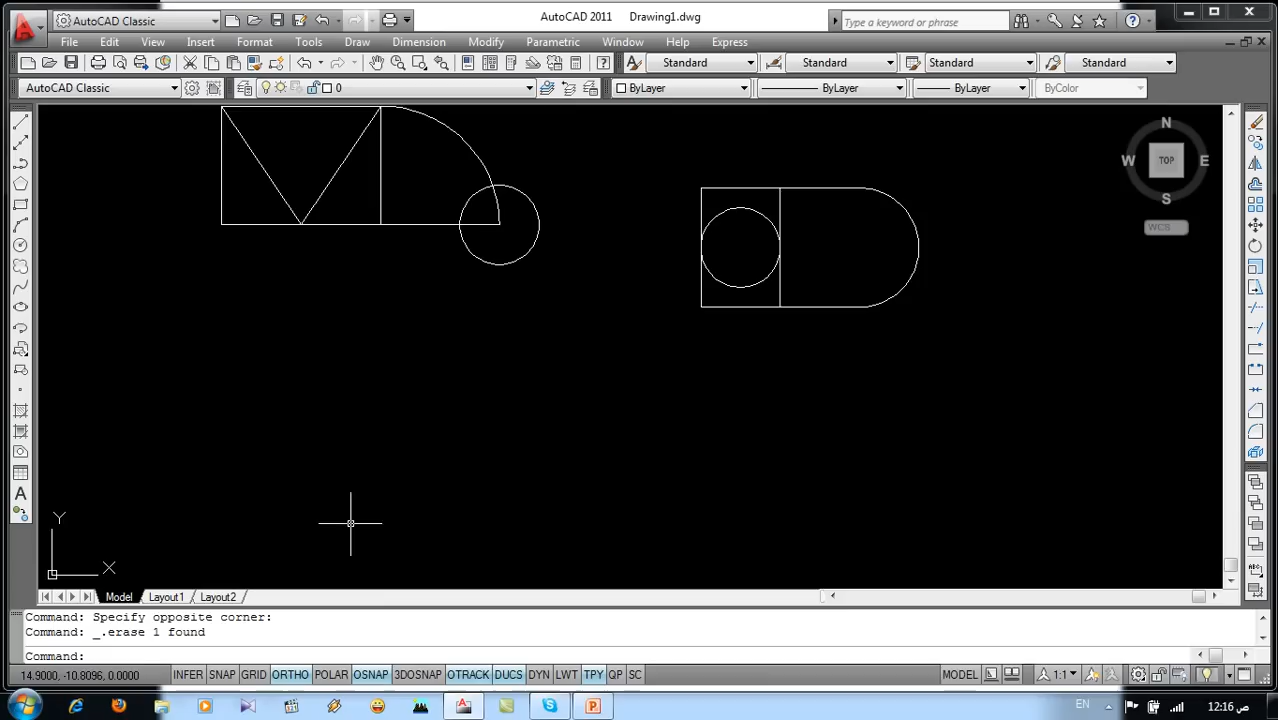 AutoCAD Classic
AutoCAD 2011 Drawing1.dwg
Type a keyword or phrase
File Edit View Insert Format Tools Draw Dimension Modify Parametric Window Help Express
Standard Standard Standard Standard
AutoCAD Classic 0 ByLayer ByLayer ByLayer ByColor
N
W TOP E
S
WCS
A
Y
X
Model Layout1 Layout2
Command: Specify opposite corner:
Command: _.erase 1 found
Command:
14.9000, -10.8096, 0.0000 INFER SNAP GRID ORTHO POLAR OSNAP 3DOSNAP OTRACK DUCS DYN LWT TPY QP SC MODEL 1:1
EN 12:16 ص